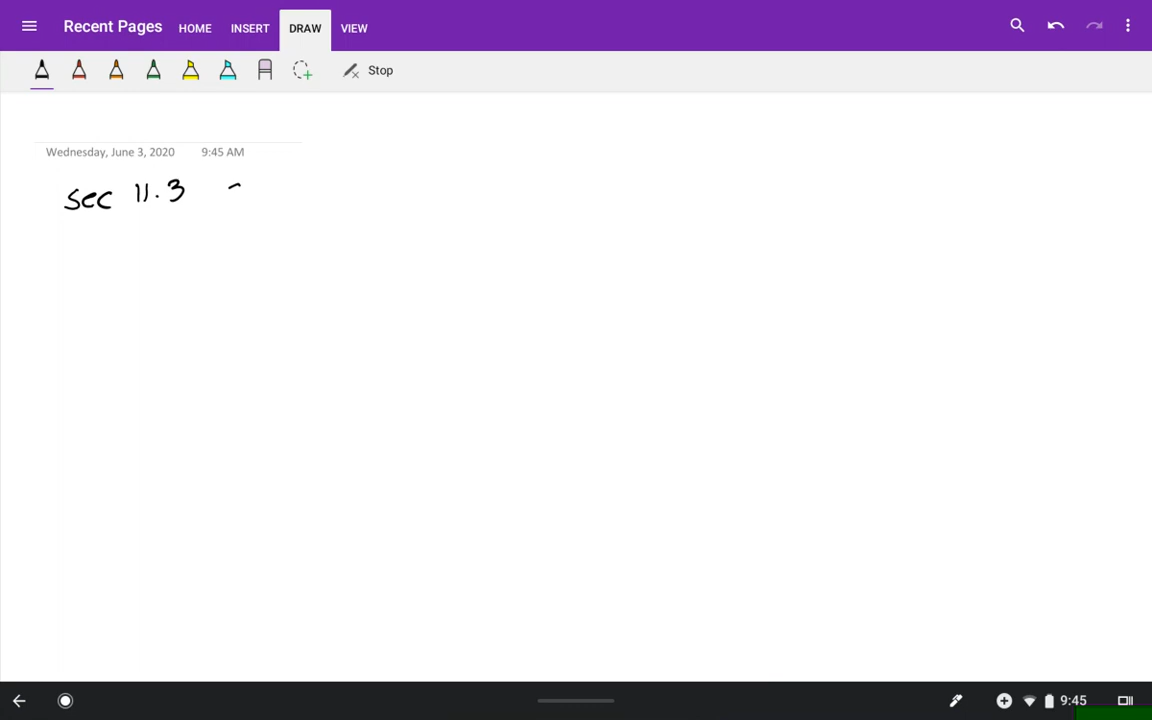 Recent Pages HOME INSERT DRAW VIEW
Stop
Wednesday, June 3, 2020 9:45 AM
sec 11.3
9:45